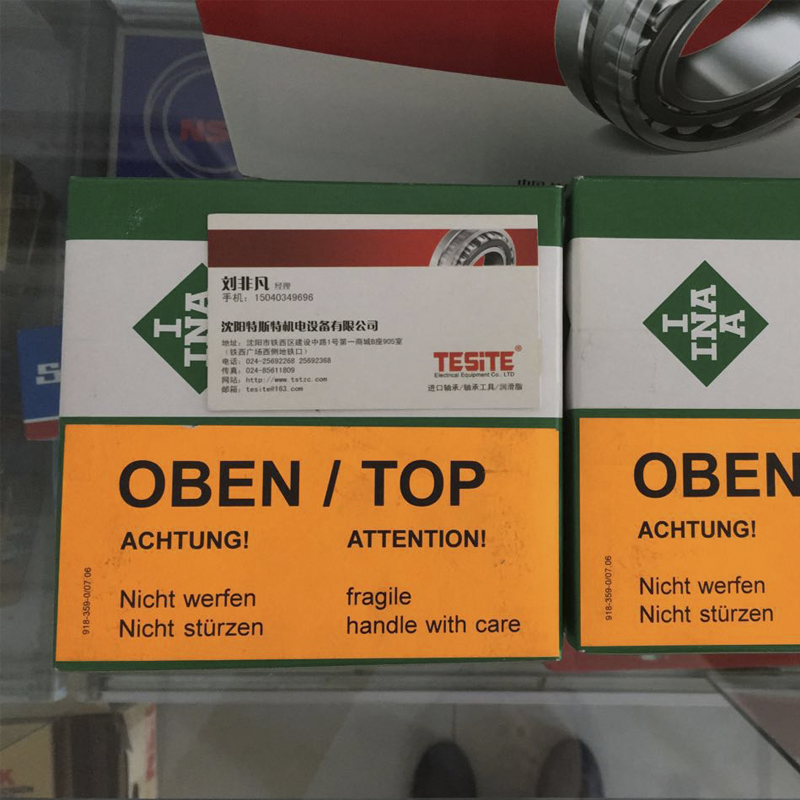 NS
刘非凡 经理
手机：15040349696
沈阳特斯特机电设备有限公司
地址：沈阳市铁西区建设中路1号第一商城B座905室
（铁西广场西侧地铁口）
电话：024-25692268 25692368
传真：024-85611809
网站：http://www.tstzc.com
邮箱：tesite@163.com
TESiTE®
Electrical Equipment Co., LTD
进口轴承/轴承工具/润滑脂
I
INA
I
INA
A
S
OBEN / TOP
ACHTUNG! ATTENTION!
Nicht werfen fragile
Nicht stürzen handle with care
918-359-0/07.06
OBEN
ACHTUNG!
Nicht werfen
Nicht stürzen
918-359-0/07.06
K